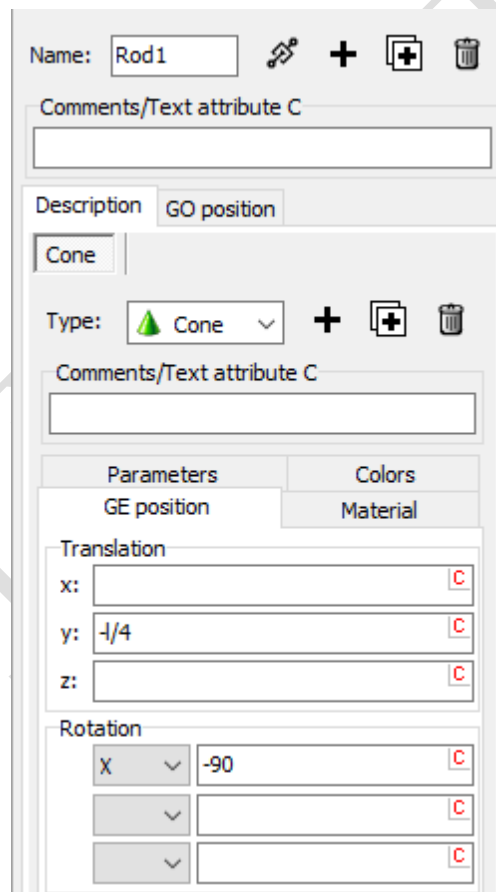 Name: Rod1
Comments/Text attribute C
Description GO position
Cone
Type: Cone
Comments/Text attribute C
Parameters Colors
GE position Material
Translation
x: C
y: -l/4 C
z: C
Rotation
X -90 C
C
C